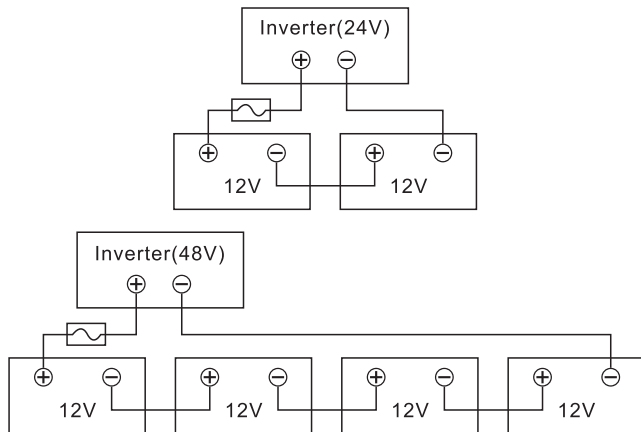 Inverter(24V)
+ −
+ − + −
12V 12V
Inverter(48V)
+ −
+ − + − + − + −
12V 12V 12V 12V